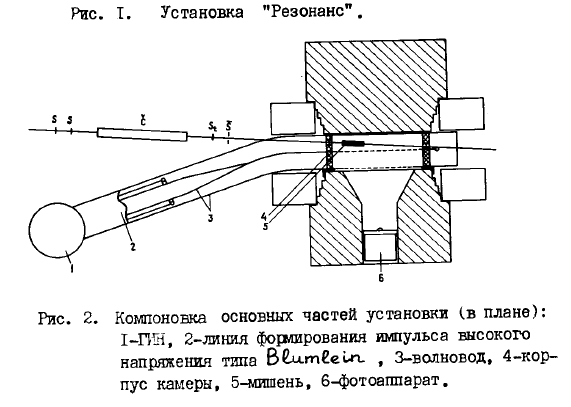 Рис. I. Установка "Резонанс".
S S Č St S̄
1 2 3 4 5 6
Рис. 2. Компоновка основных частей установки (в плане):
I-ГИН, 2-линия формирования импульса высокого
напряжения типа Blumlein , 3-волновод, 4-кор-
пус камеры, 5-мишень, 6-фотоаппарат.